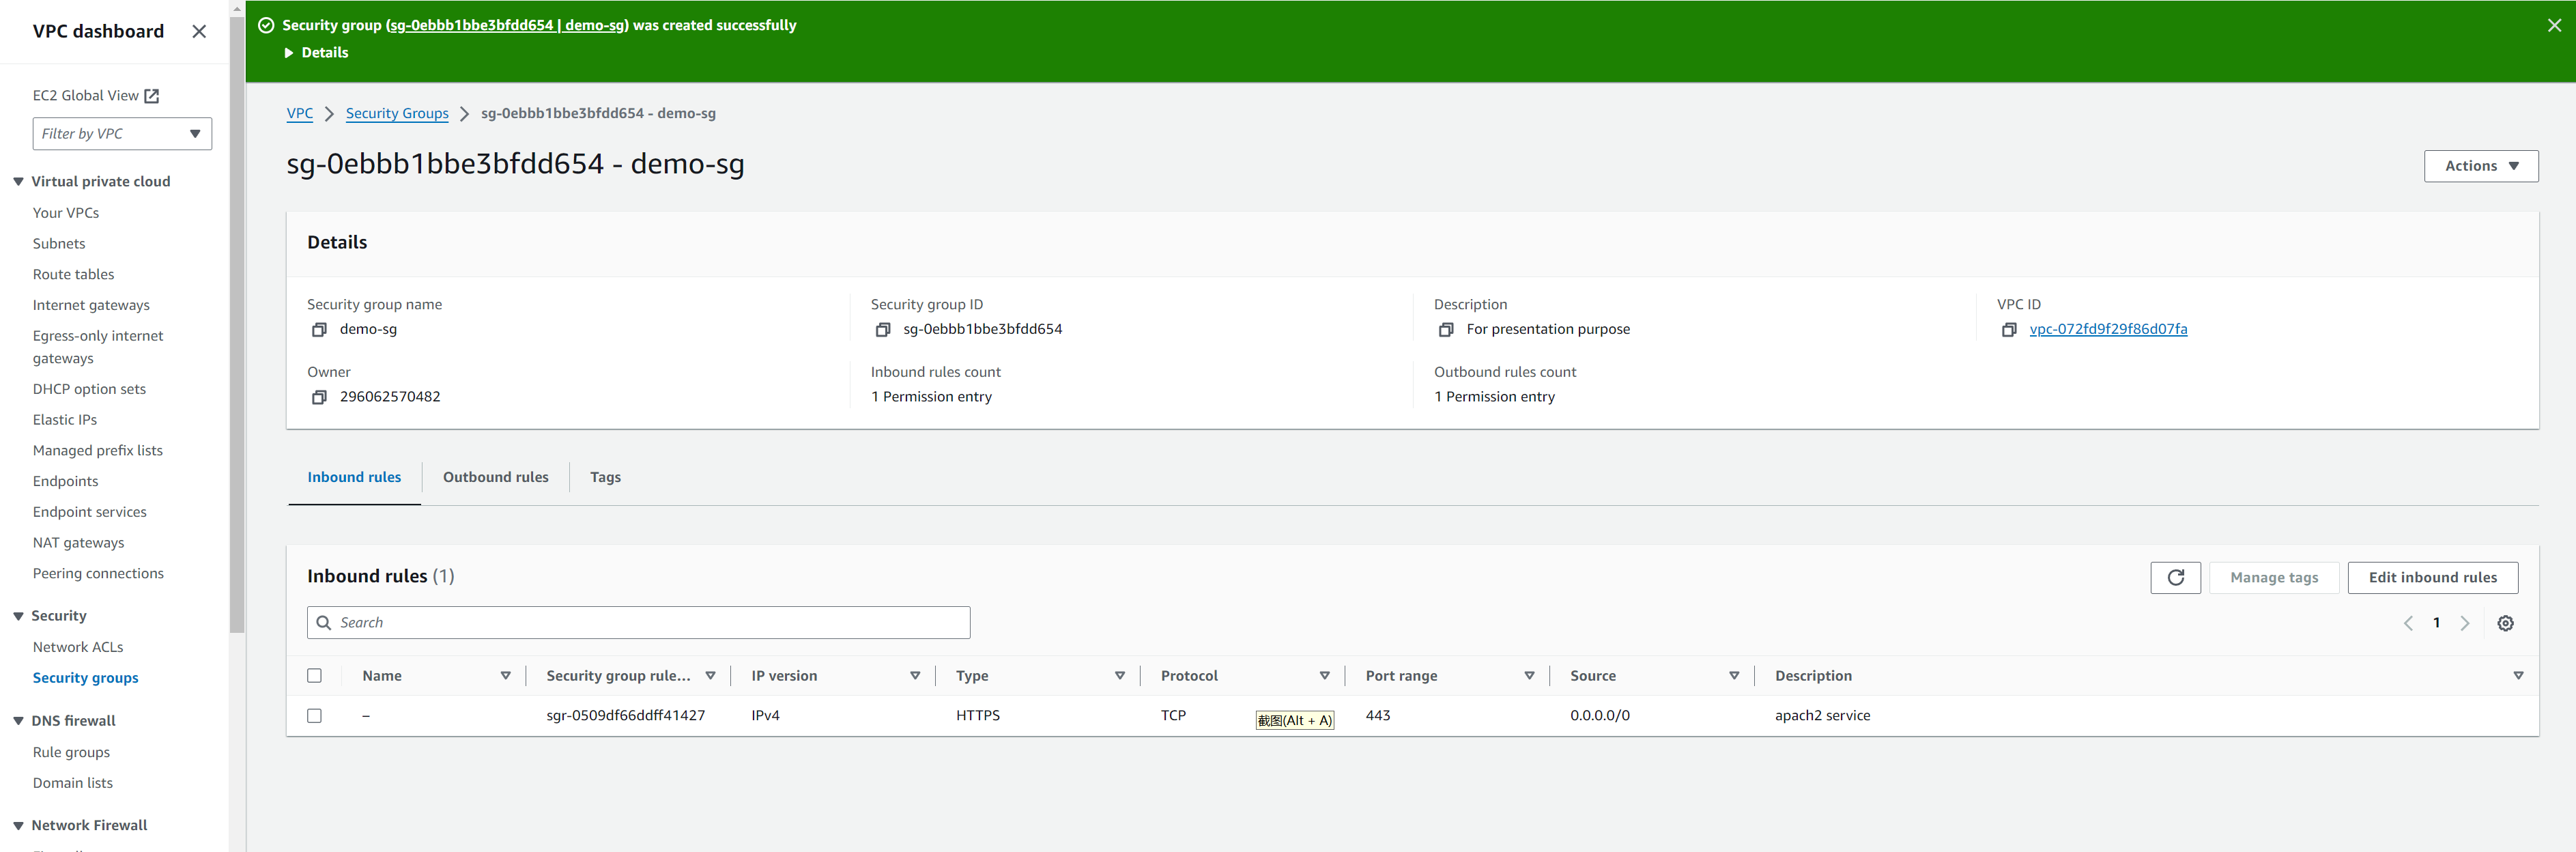 VPC dashboard
EC2 Global View
Filter by VPC
Virtual private cloud
Your VPCs
Subnets
Route tables
Internet gateways
Egress-only internet
gateways
DHCP option sets
Elastic IPs
Managed prefix lists
Endpoints
Endpoint services
NAT gateways
Peering connections
Security
Network ACLs
Security groups
DNS firewall
Rule groups
Domain lists
Network Firewall
Security group (sg-0ebbb1bbe3bfdd654 | demo-sg) was created successfully
Details
VPC > Security Groups > sg-0ebbb1bbe3bfdd654 - demo-sg
sg-0ebbb1bbe3bfdd654 - demo-sg
Actions
Details
Security group name
demo-sg
Security group ID
sg-0ebbb1bbe3bfdd654
Description
For presentation purpose
VPC ID
vpc-072fd9f29f86d07fa
Owner
296062570482
Inbound rules count
1 Permission entry
Outbound rules count
1 Permission entry
Inbound rules Outbound rules Tags
Inbound rules (1)
Manage tags Edit inbound rules
Search
1
Name Security group rule... IP version Type Protocol Port range Source Description
– sgr-0509df66ddff41427 IPv4 HTTPS TCP 截图(Alt + A) 443 0.0.0.0/0 apach2 service